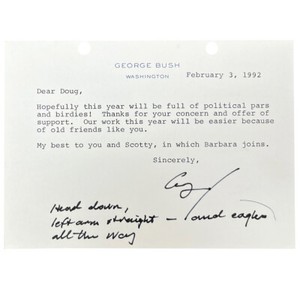 GEORGE BUSH
WASHINGTON
February 3, 1992
Dear Doug,
Hopefully this year will be full of political pars
and birdies! Thanks for your concern and offer of
support. Our work this year will be easier because
of old friends like you.
My best to you and Scotty, in which Barbara joins.
Sincerely,
Head down,
left arm straight — and eagles
all the way